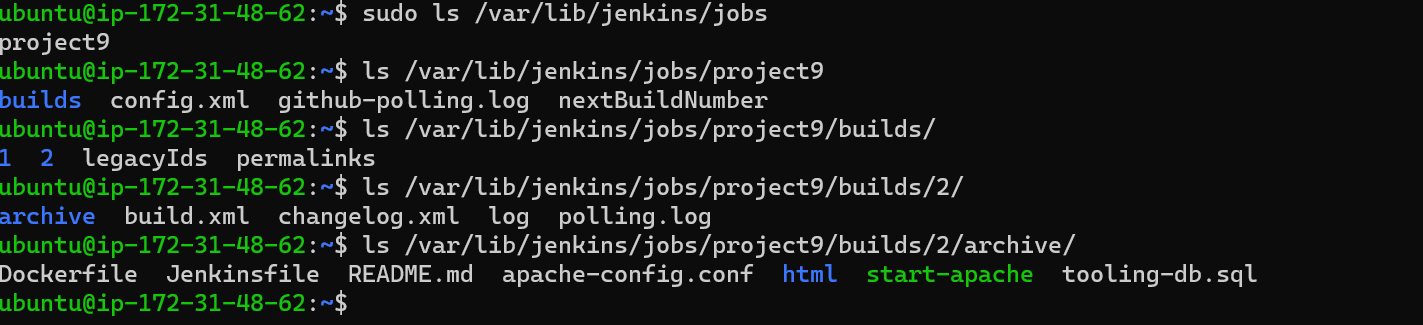 ubuntu@ip-172-31-48-62:~$ sudo ls /var/lib/jenkins/jobs
project9
ubuntu@ip-172-31-48-62:~$ ls /var/lib/jenkins/jobs/project9
builds  config.xml  github-polling.log  nextBuildNumber
ubuntu@ip-172-31-48-62:~$ ls /var/lib/jenkins/jobs/project9/builds/
1  2  legacyIds  permalinks
ubuntu@ip-172-31-48-62:~$ ls /var/lib/jenkins/jobs/project9/builds/2/
archive  build.xml  changelog.xml  log  polling.log
ubuntu@ip-172-31-48-62:~$ ls /var/lib/jenkins/jobs/project9/builds/2/archive/
Dockerfile  Jenkinsfile  README.md  apache-config.conf  html  start-apache  tooling-db.sql
ubuntu@ip-172-31-48-62:~$